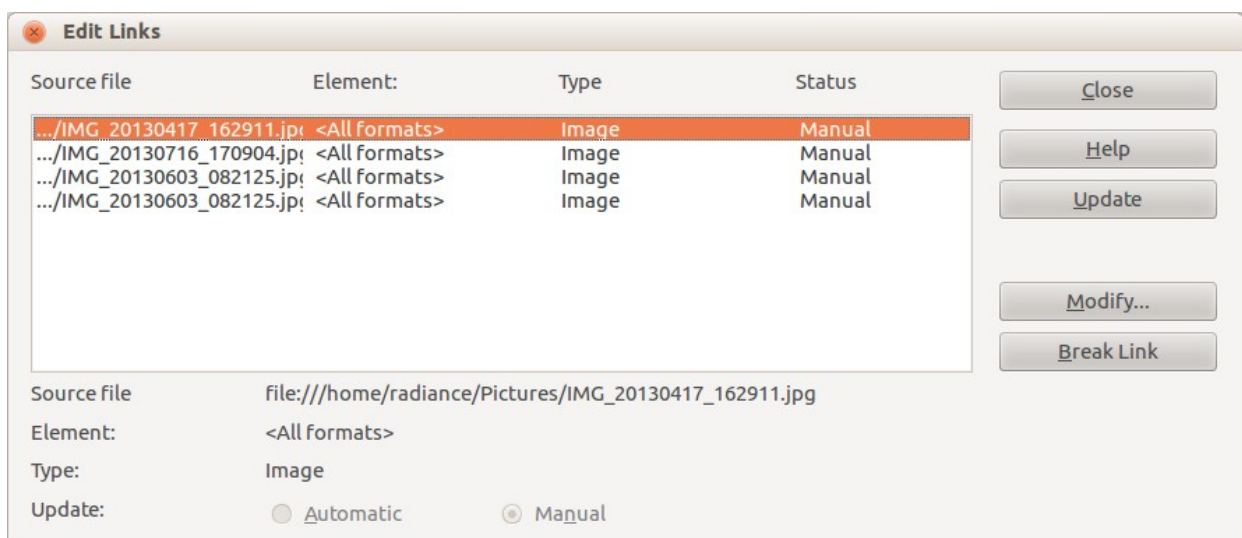 Edit Links
Source file Element: Type Status
.../IMG_20130417_162911.jpg <All formats> Image Manual
.../IMG_20130716_170904.jpg <All formats> Image Manual
.../IMG_20130603_082125.jpg <All formats> Image Manual
.../IMG_20130603_082125.jpg <All formats> Image Manual
Close
Help
Update
Modify...
Break Link
Source file file:///home/radiance/Pictures/IMG_20130417_162911.jpg
Element: <All formats>
Type: Image
Update: Automatic Manual